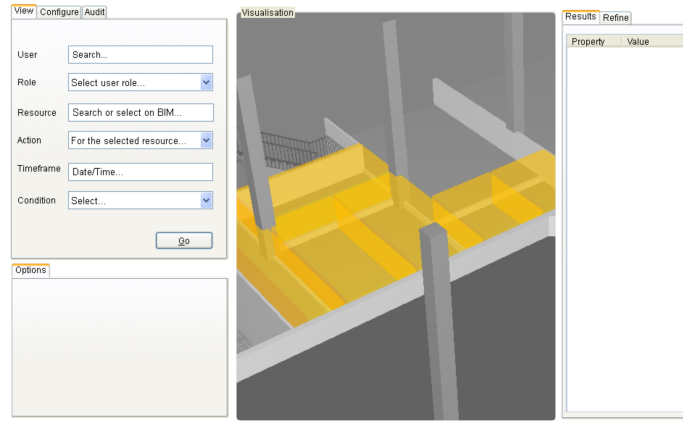 View Configure Audit
User Search...
Role Select user role...
Resource Search or select on BIM...
Action For the selected resource...
Timeframe Date/Time...
Condition Select...
Go
Options
Visualisation
Results Refine
Property Value